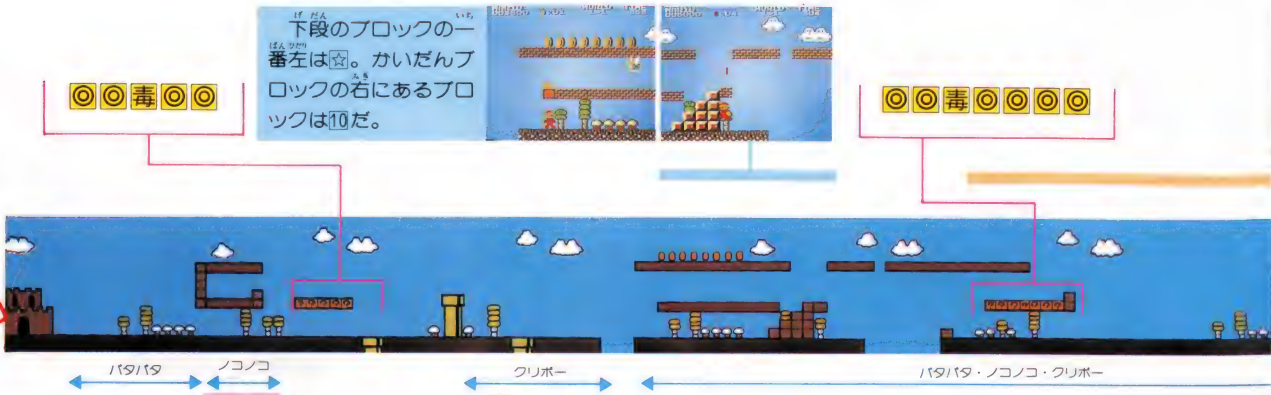 下段のブロックの一
番左は☆。かいだんブ
ロックの右にあるブロ
ックは10だ。
◎◎毒◎◎
◎◎毒◎◎◎◎
パタパタ
ノコノコ
クリボー
パタパタ・ノコノコ・クリボー